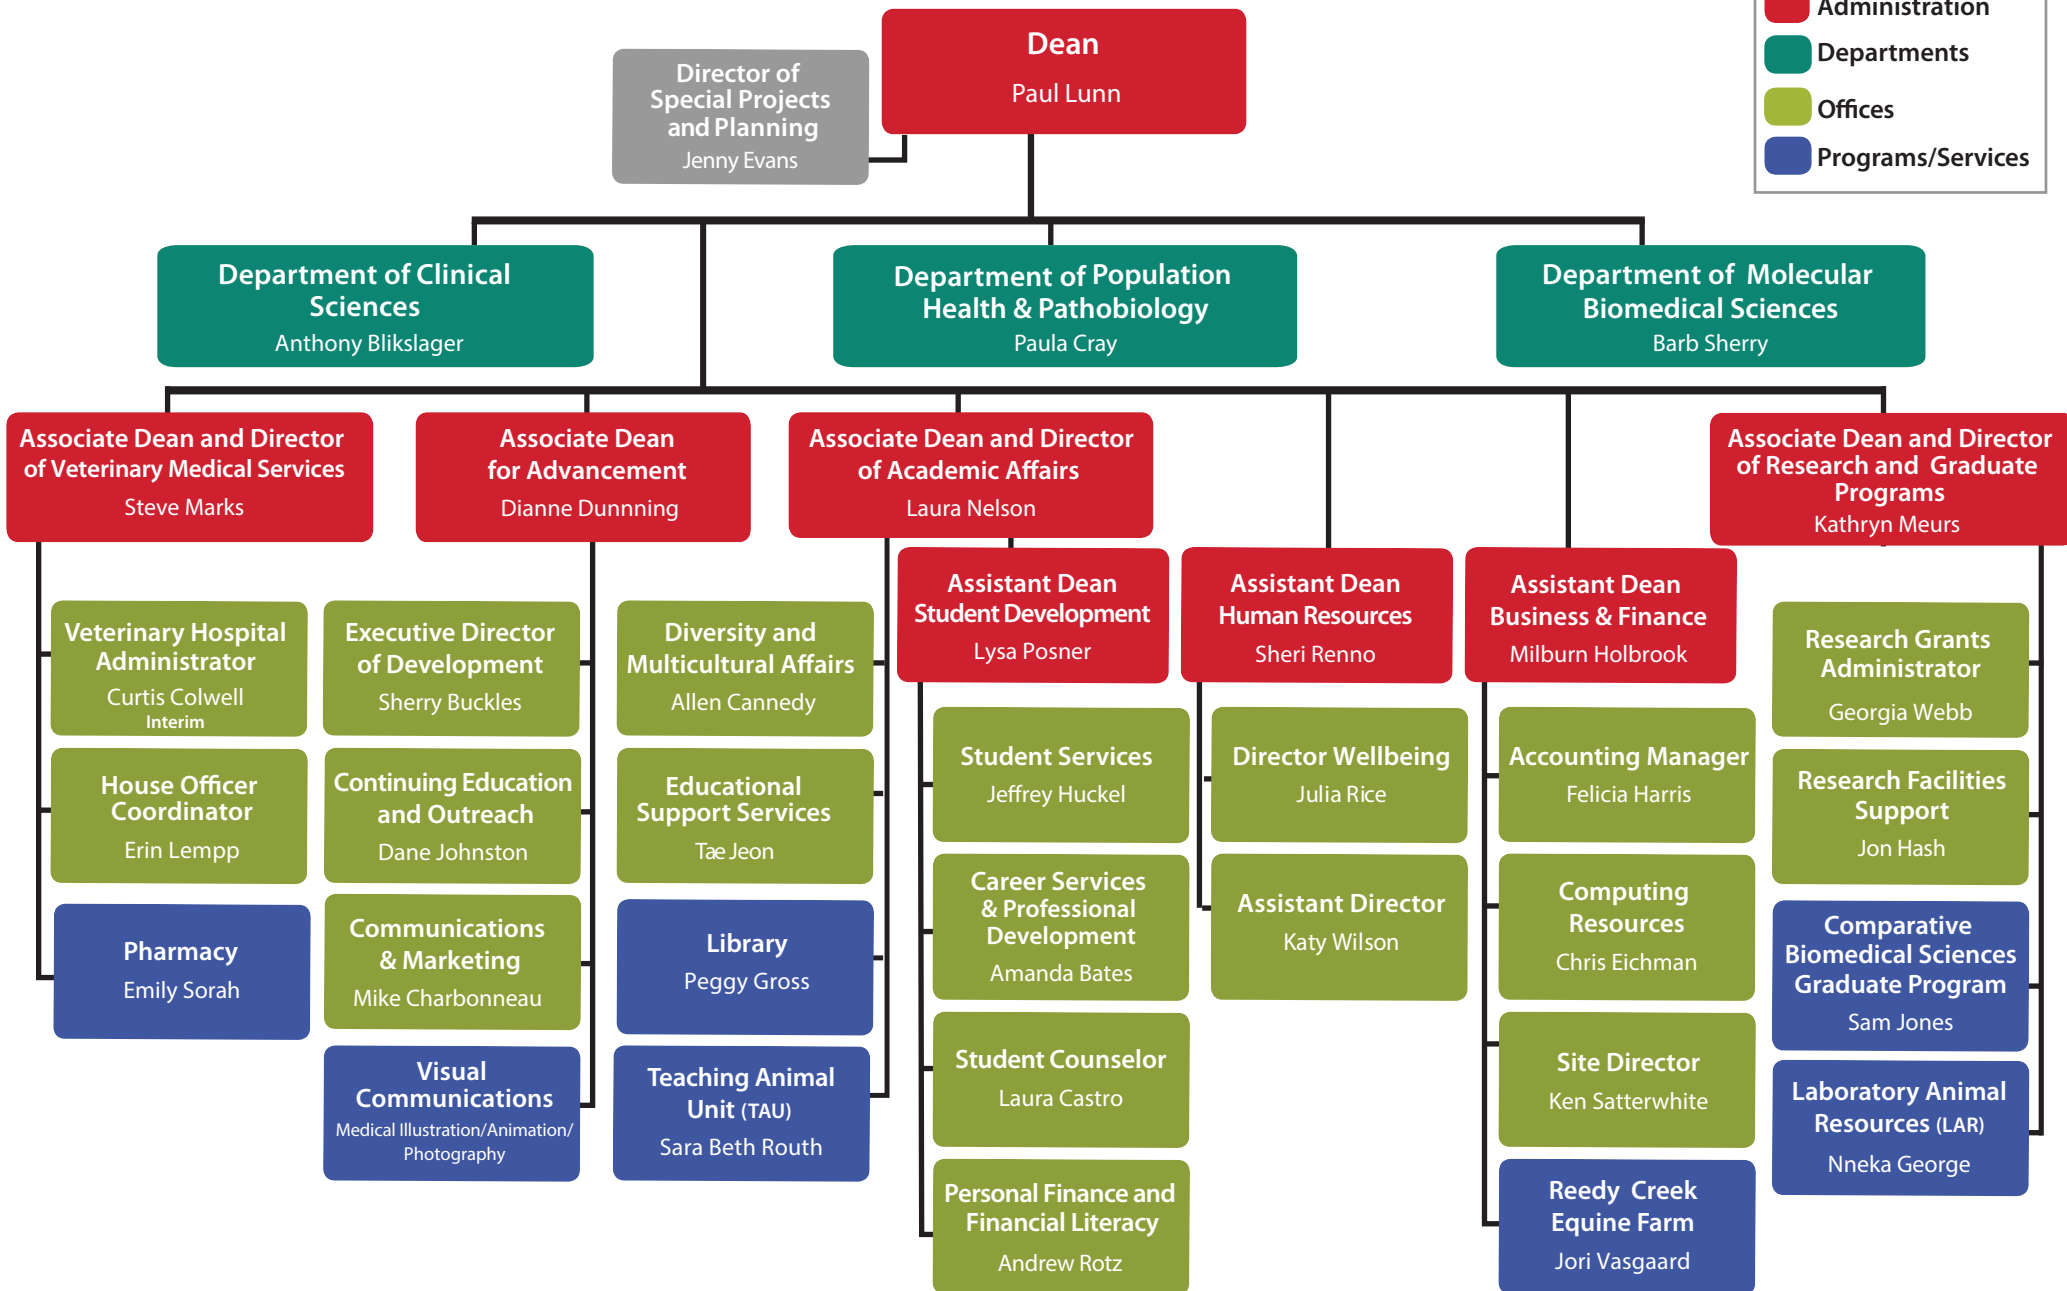 Administration
Departments
Offices
Programs/Services
Dean
Paul Lunn
Director of
Special Projects
and Planning
Jenny Evans
Department of Clinical
Sciences
Anthony Blikslager
Department of Population
Health & Pathobiology
Paula Cray
Department of Molecular
Biomedical Sciences
Barb Sherry
Associate Dean and Director
of Veterinary Medical Services
Steve Marks
Associate Dean
for Advancement
Dianne Dunnning
Associate Dean and Director
of Academic Affairs
Laura Nelson
Associate Dean and Director
of Research and Graduate
Programs
Kathryn Meurs
Assistant Dean
Student Development
Lysa Posner
Assistant Dean
Human Resources
Sheri Renno
Assistant Dean
Business & Finance
Milburn Holbrook
Veterinary Hospital
Administrator
Curtis Colwell
Interim
House Officer
Coordinator
Erin Lempp
Pharmacy
Emily Sorah
Executive Director
of Development
Sherry Buckles
Continuing Education
and Outreach
Dane Johnston
Communications
& Marketing
Mike Charbonneau
Visual
Communications
Medical Illustration/Animation/
Photography
Diversity and
Multicultural Affairs
Allen Cannedy
Educational
Support Services
Tae Jeon
Library
Peggy Gross
Teaching Animal
Unit (TAU)
Sara Beth Routh
Student Services
Jeffrey Huckel
Career Services
& Professional
Development
Amanda Bates
Student Counselor
Laura Castro
Personal Finance and
Financial Literacy
Andrew Rotz
Director Wellbeing
Julia Rice
Assistant Director
Katy Wilson
Accounting Manager
Felicia Harris
Computing
Resources
Chris Eichman
Site Director
Ken Satterwhite
Reedy Creek
Equine Farm
Jori Vasgaard
Research Grants
Administrator
Georgia Webb
Research Facilities
Support
Jon Hash
Comparative
Biomedical Sciences
Graduate Program
Sam Jones
Laboratory Animal
Resources (LAR)
Nneka George